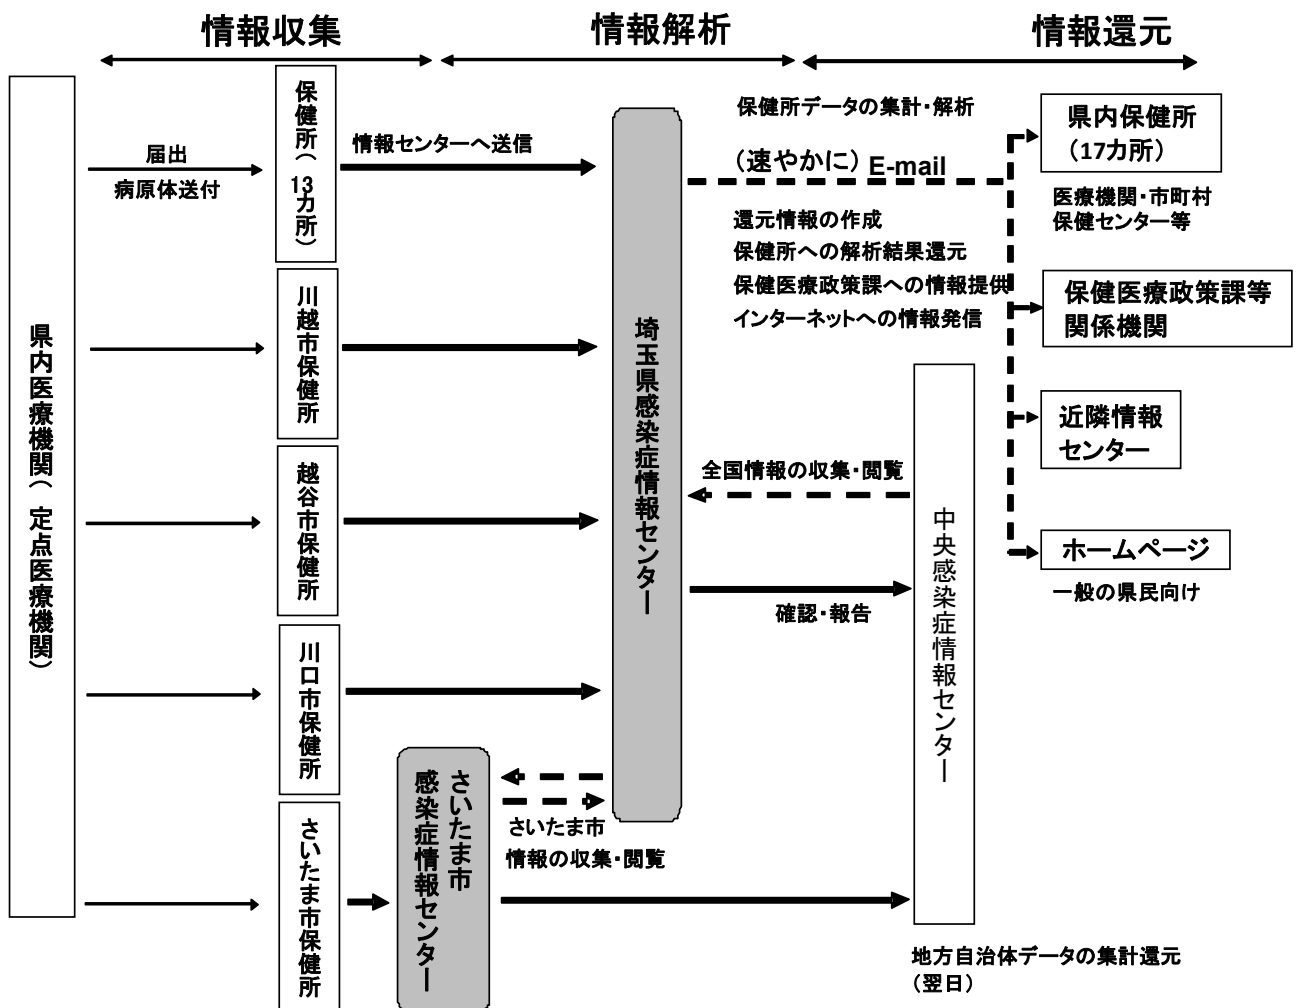 情報収集
情報解析
情報還元
県内医療機関（定点医療機関）
届出
病原体送付
保健所（13カ所）
川越市保健所
越谷市保健所
川口市保健所
さいたま市保健所
情報センターへ送信
さいたま市
感染症情報センター
埼玉県感染症情報センター
さいたま市
情報の収集・閲覧
保健所データの集計・解析
（速やかに）E-mail
還元情報の作成
保健所への解析結果還元
保健医療政策課への情報提供
インターネットへの情報発信
全国情報の収集・閲覧
確認・報告
中央感染症情報センター
地方自治体データの集計還元
（翌日）
県内保健所
（17カ所）
医療機関・市町村
保健センター等
保健医療政策課等
関係機関
近隣情報
センター
ホームページ
一般の県民向け